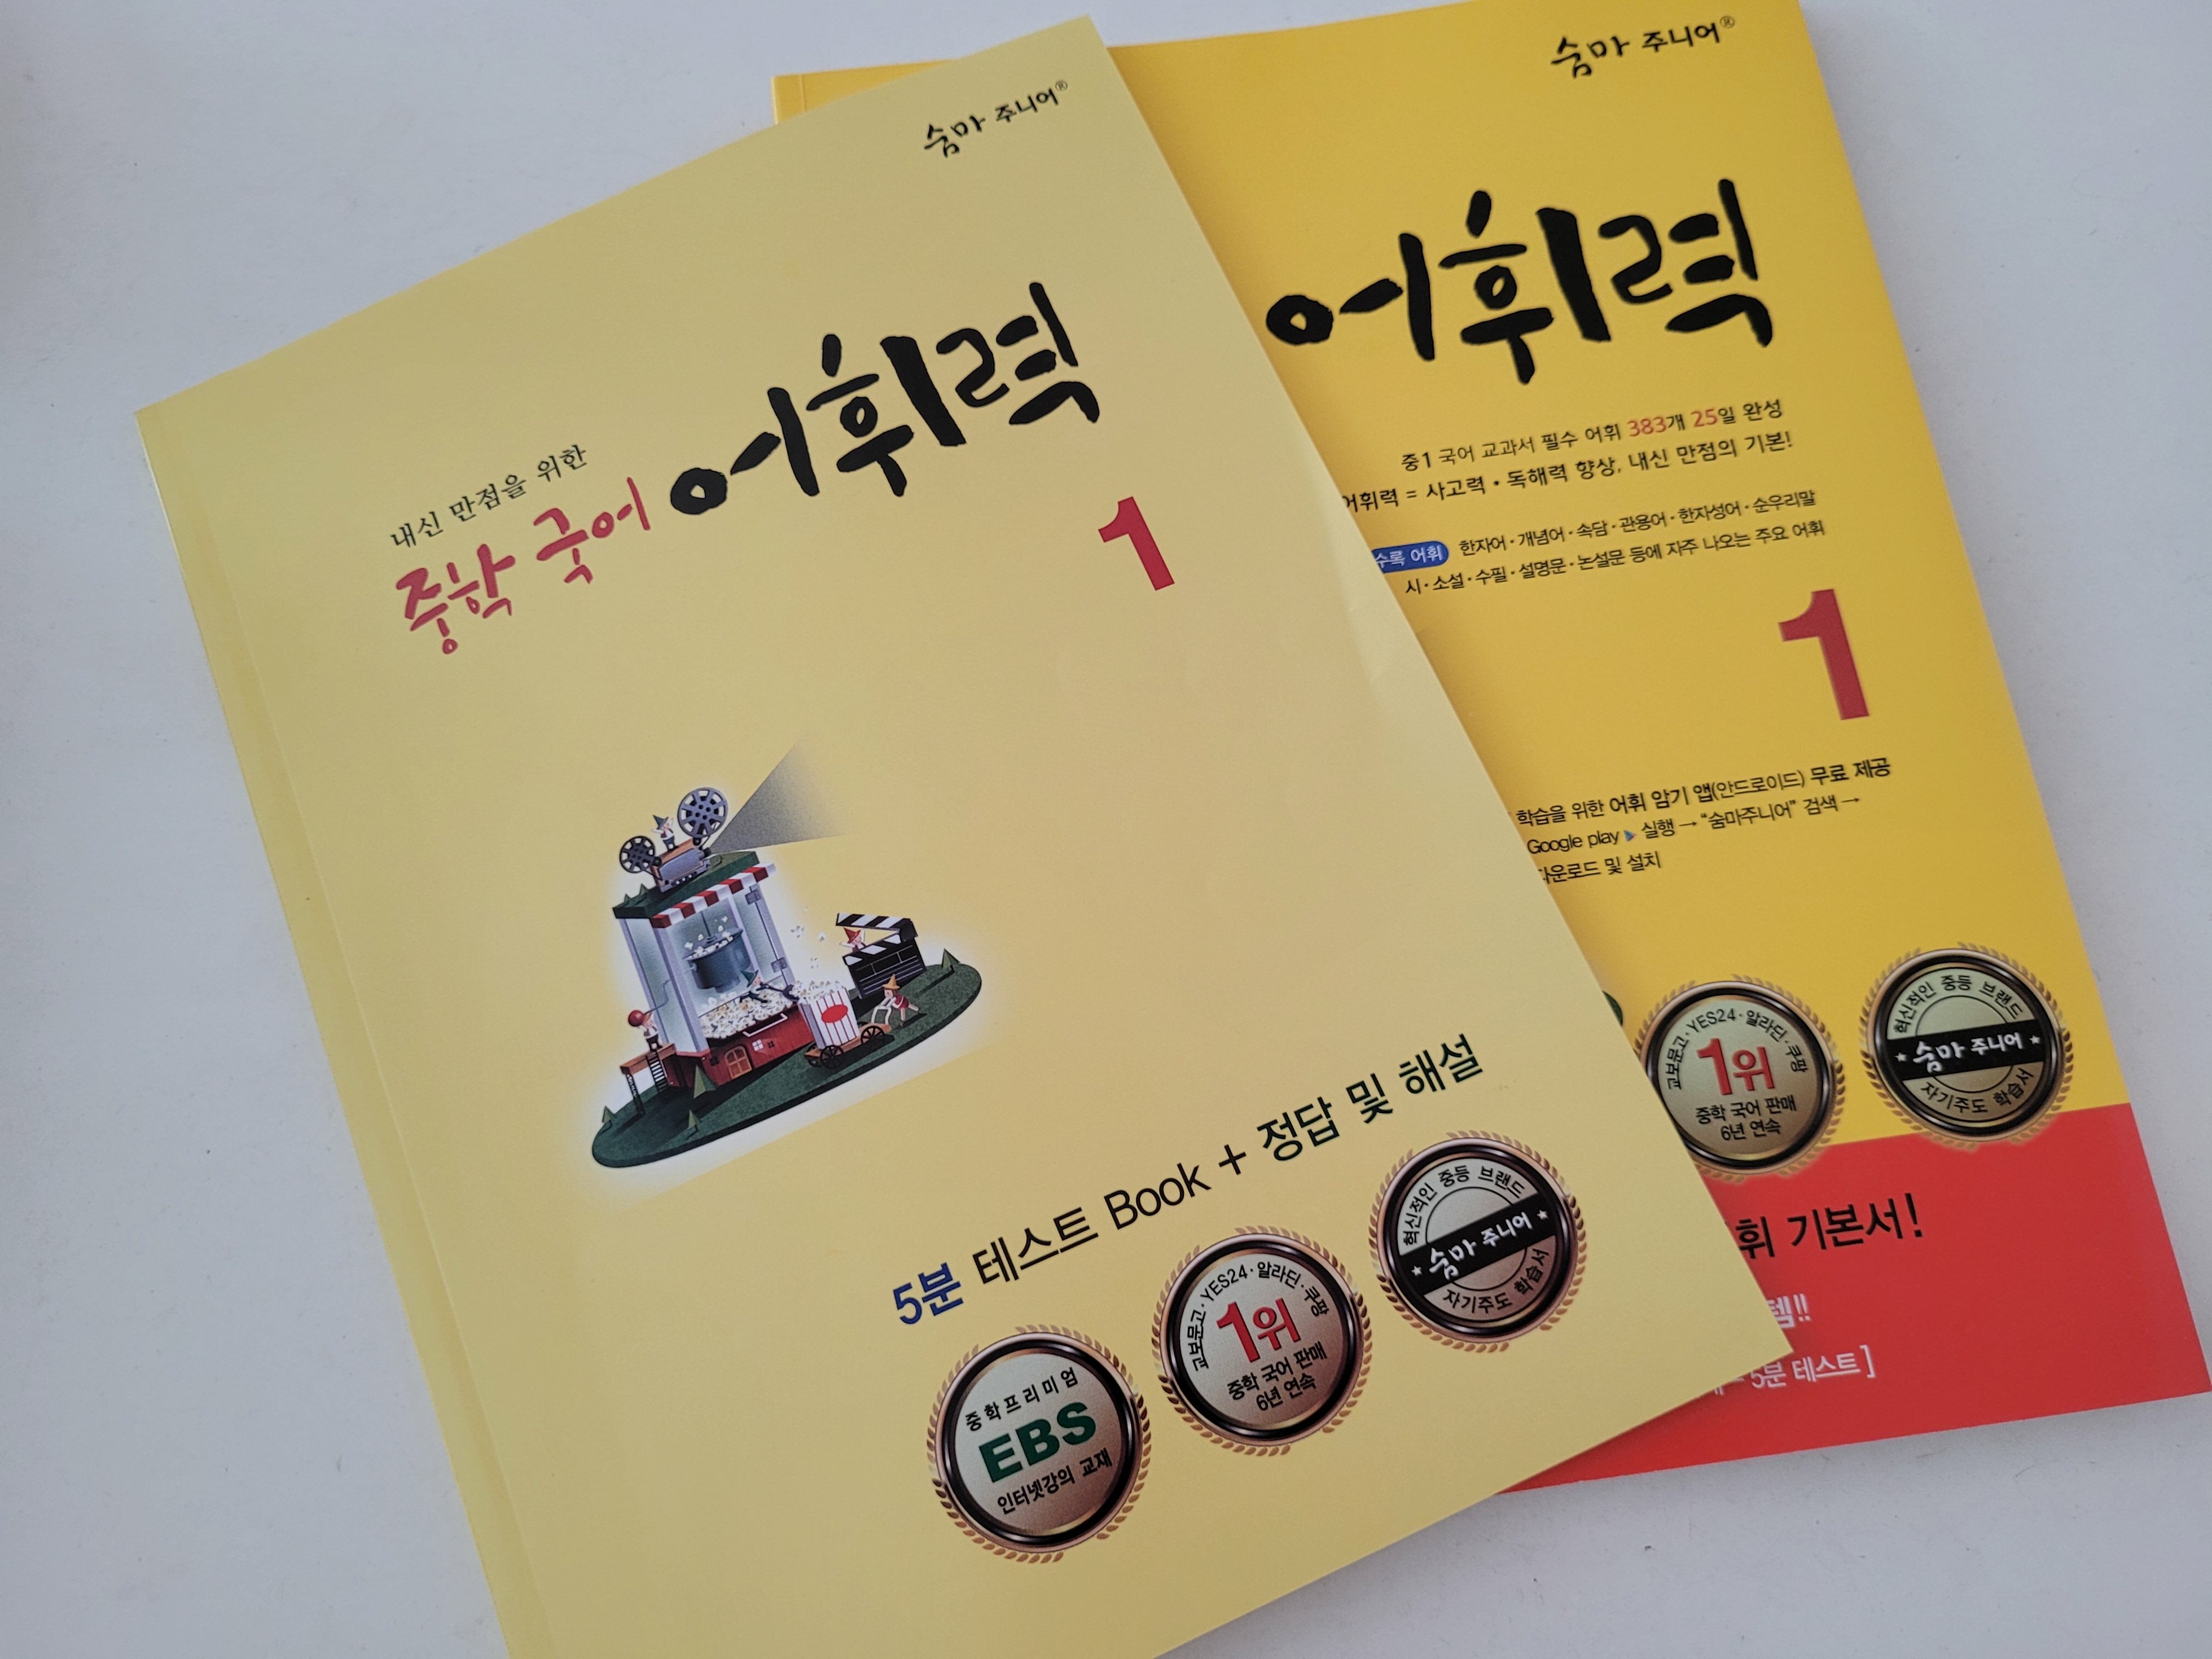 숨마 주니어®
내신 만점을 위한
중학 국어 어휘력
1
5분 테스트 Book + 정답 및 해설
중학프리미엄
EBS
인터넷강의 교재
교보문고·YES24·알라딘·쿠팡
1위
중학 국어 판매
6년 연속
혁신적인 중등 브랜드
숨마 주니어
자기주도 학습서
숨마 주니어®
어휘력
중1 국어 교과서 필수 어휘 383개 25일 완성
어휘력 = 사고력·독해력 향상, 내신 만점의 기본!
수록 어휘 한자어·개념어·속담·관용어·한자성어·순우리말
시·소설·수필·설명문·논설문 등에 자주 나오는 주요 어휘
1
학습을 위한 어휘 암기 앱(안드로이드) 무료 제공
Google play ▶ 실행 → "숨마주니어" 검색 →
다운로드 및 설치
교보문고·YES24·알라딘·쿠팡
1위
중학 국어 판매
6년 연속
혁신적인 중등 브랜드
숨마 주니어
자기주도 학습서
휘 기본서!
템!!
5분 테스트]